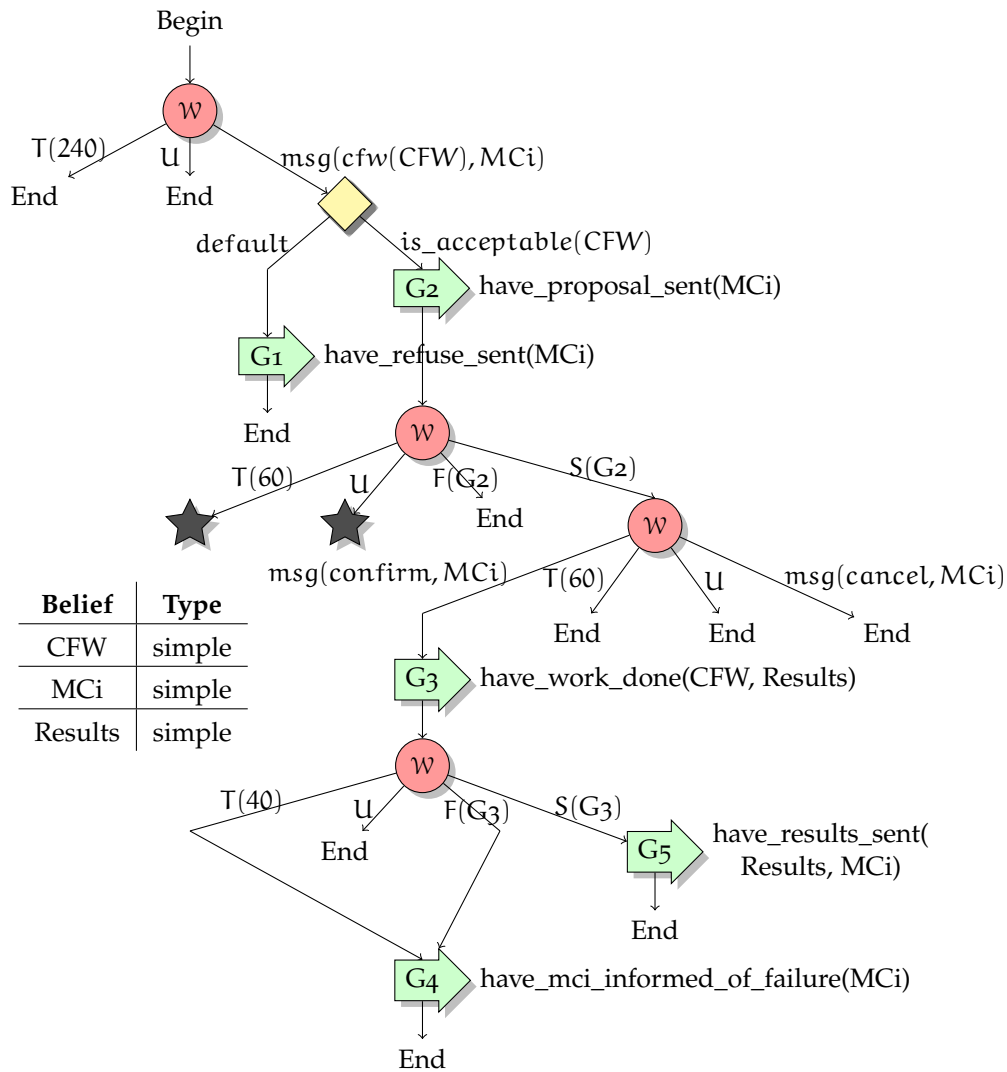 Begin
W
T(240)
U
msg(cfw(CFW), MCi)
End
End
default
is_acceptable(CFW)
G2
have_proposal_sent(MCi)
G1
have_refuse_sent(MCi)
End
W
T(60)
U
F(G2)
S(G2)
End
W
msg(confirm, MCi)
T(60)
U
msg(cancel, MCi)
End
End
End
Belief Type
CFW simple
MCi simple
Results simple
G3
have_work_done(CFW, Results)
W
T(40)
U
F(G3)
S(G3)
End
G5
have_results_sent(
Results, MCi)
End
G4
have_mci_informed_of_failure(MCi)
End